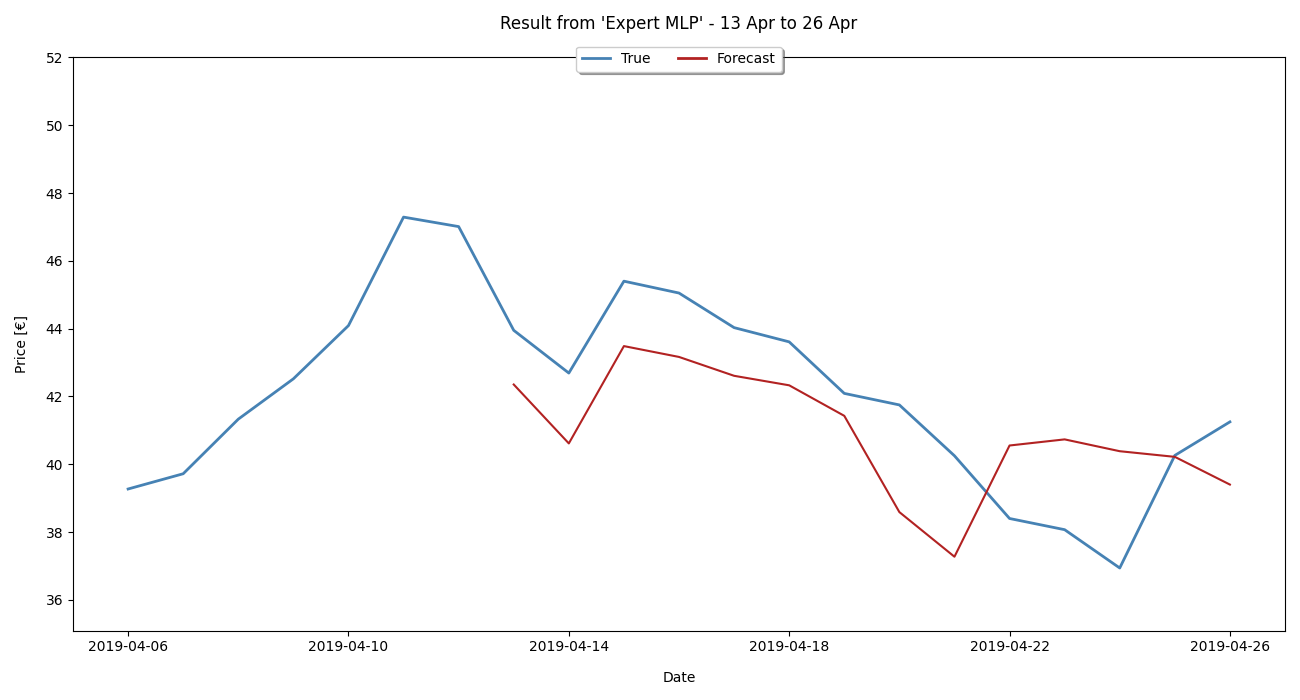 Result from 'Expert MLP' - 13 Apr to 26 Apr
True Forecast
52
50
48
46
44
42
40
38
36
Price [€]
2019-04-06 2019-04-10 2019-04-14 2019-04-18 2019-04-22 2019-04-26
Date